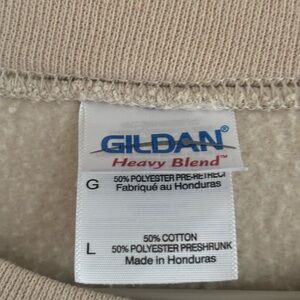 GILDAN®
Heavy Blend™
50% POLYESTER PRE-RETRECI
G Fabriqué au Honduras
50% COTTON
L 50% POLYESTER PRESHRUNK
Made in Honduras